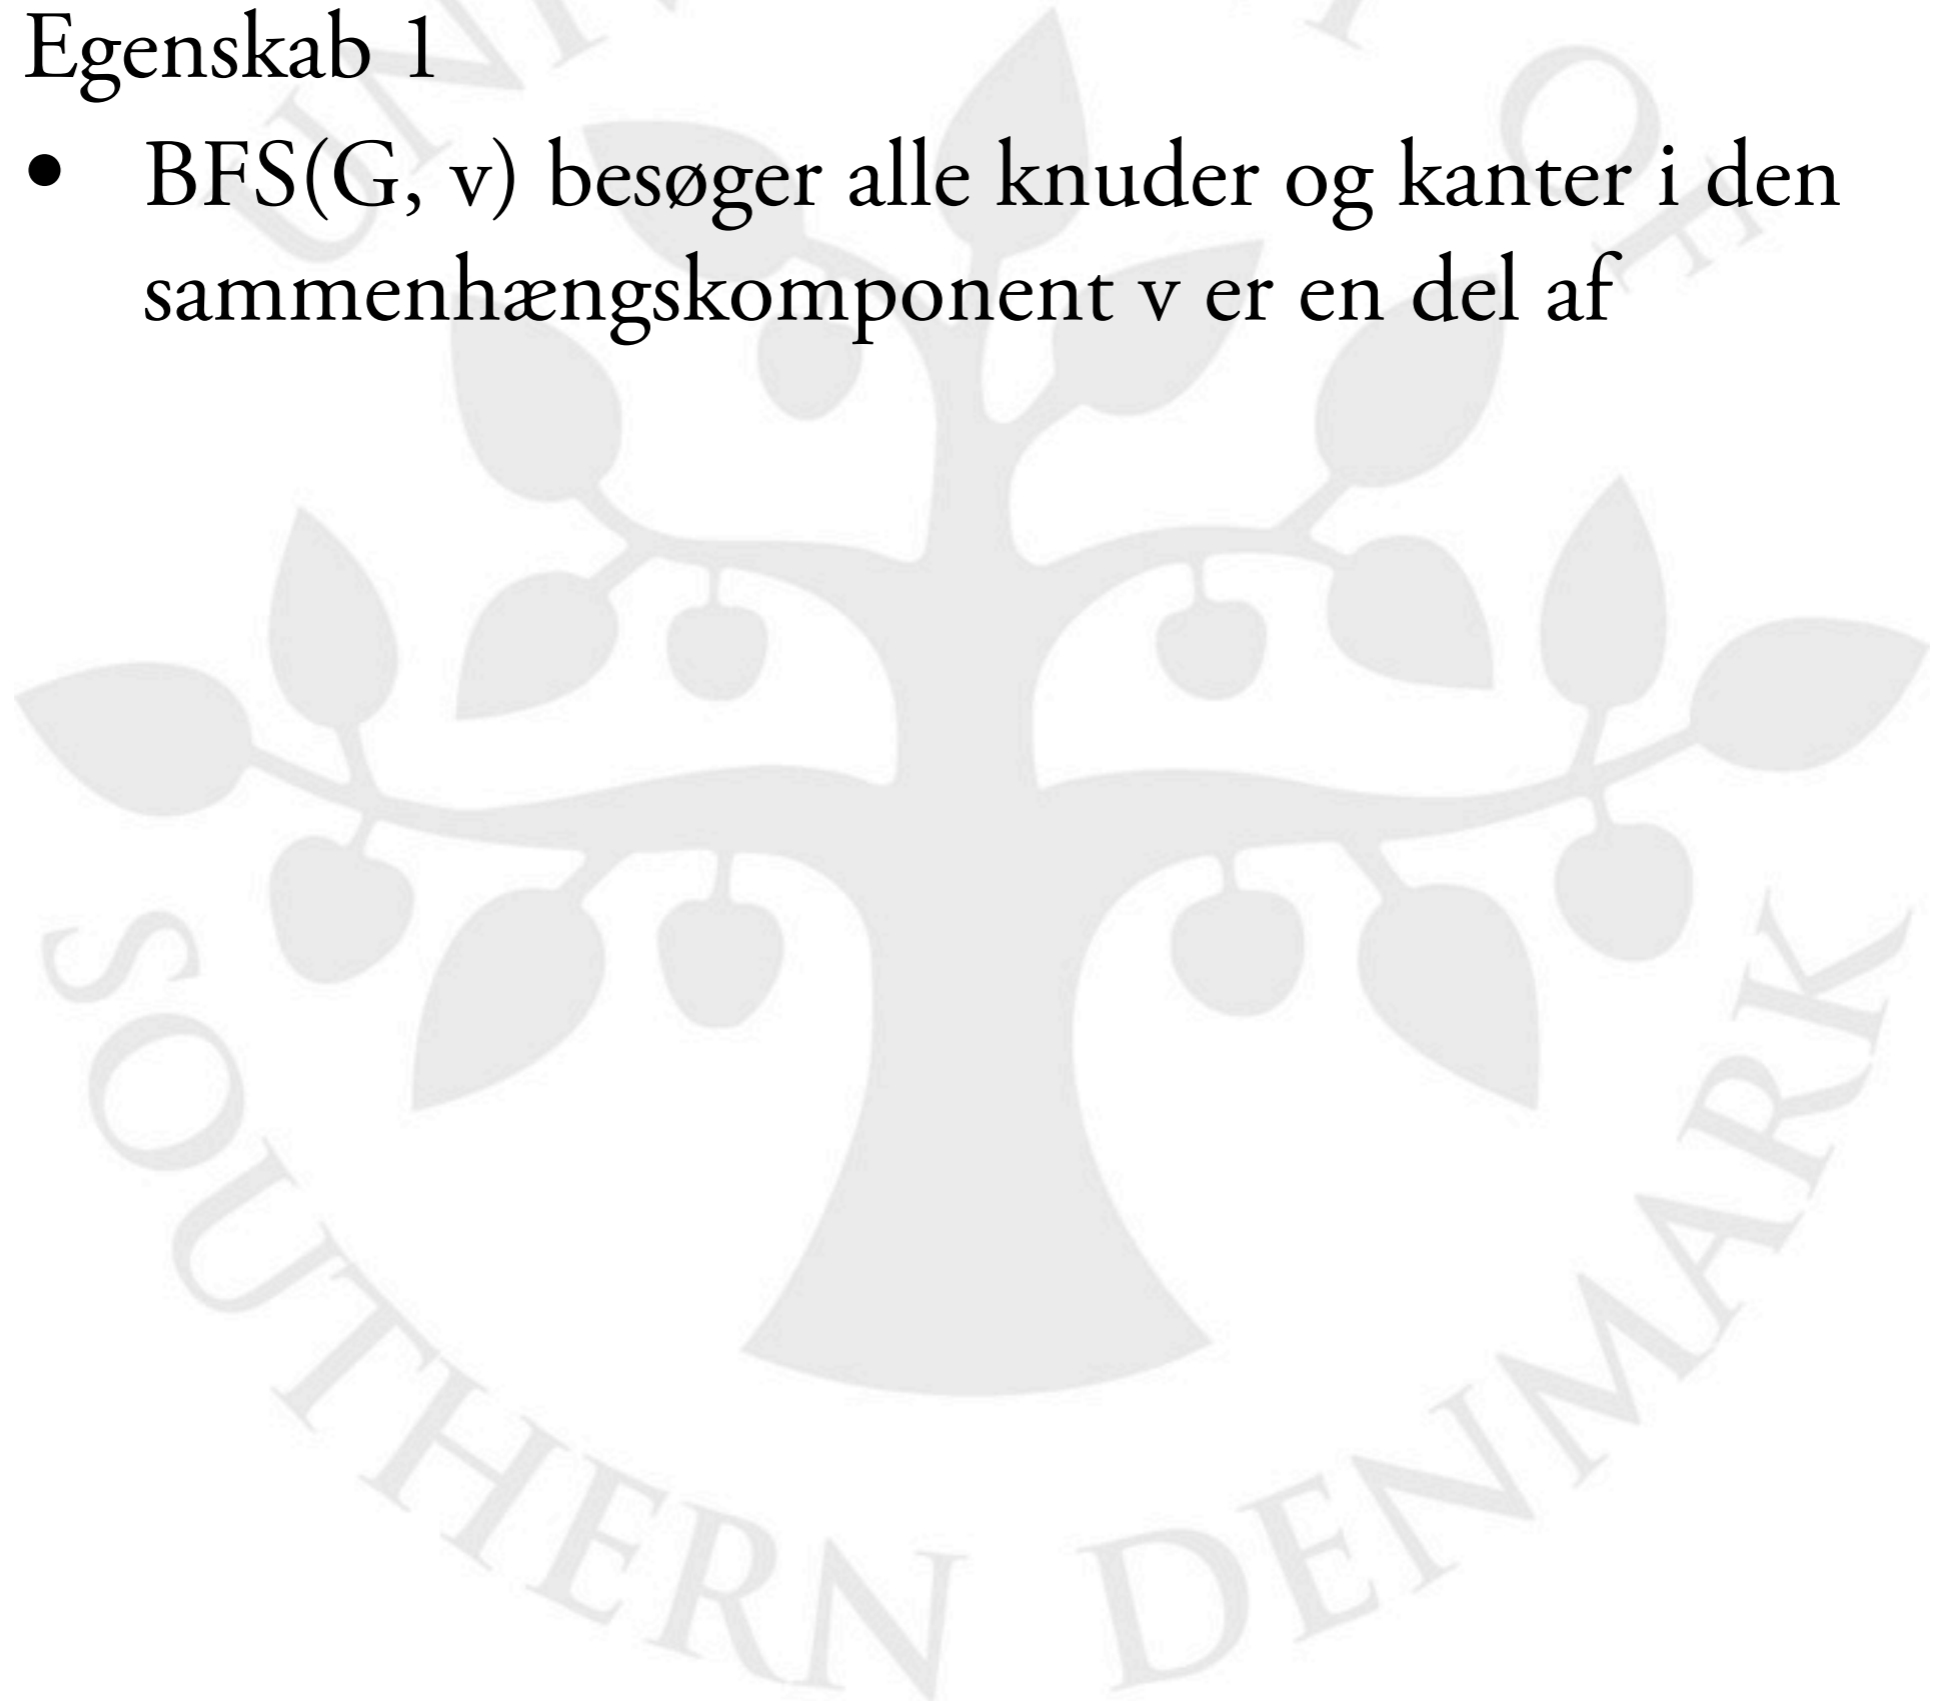 Egenskab 1
• BFS(G, v) besøger alle knuder og kanter i den
sammenhængskomponent v er en del af
SOUTHERN DENMARK